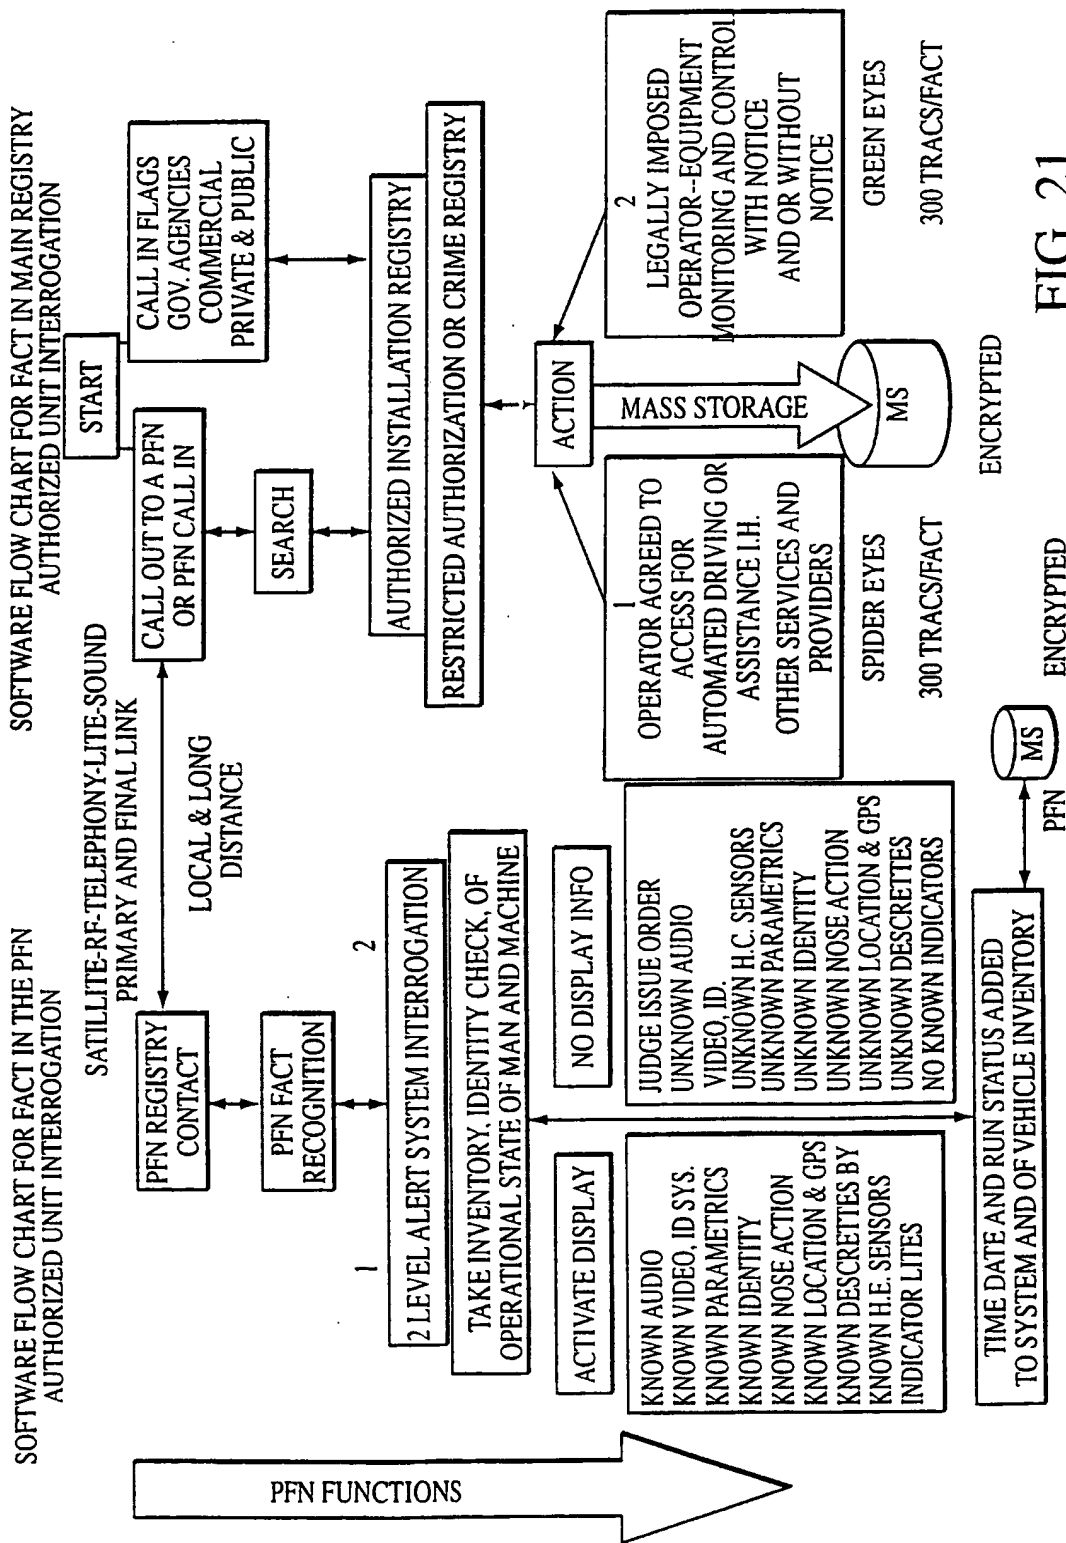 SOFTWARE FLOW CHART FOR FACT IN THE PFN
AUTHORIZED UNIT INTERROGATION
SOFTWARE FLOW CHART FOR FACT IN MAIN REGISTRY
AUTHORIZED UNIT INTERROGATION
START
SATILLITE-RF-TELEPHONY-LITE-SOUND
PRIMARY AND FINAL LINK
PFN REGISTRY
CONTACT
LOCAL & LONG
DISTANCE
CALL OUT TO A PFN
OR PFN CALL IN
CALL IN FLAGS
GOV. AGENCIES
COMMERCIAL
PRIVATE & PUBLIC
PFN FACT
RECOGNITION
SEARCH
1
2
2 LEVEL ALERT SYSTEM INTERROGATION
TAKE INVENTORY, IDENTITY CHECK, OF
OPERATIONAL STATE OF MAN AND MACHINE
AUTHORIZED INSTALLATION REGISTRY
RESTRICTED AUTHORIZATION OR CRIME REGISTRY
ACTIVATE DISPLAY
NO DISPLAY INFO
ACTION
KNOWN AUDIO
KNOWN VIDEO, ID SYS.
KNOWN PARAMETRICS
KNOWN IDENTITY
KNOWN NOSE ACTION
KNOWN LOCATION & GPS
KNOWN DESCRETTES BY
KNOWN H.E. SENSORS
INDICATOR LITES
JUDGE ISSUE ORDER
UNKNOWN AUDIO
VIDEO, ID.
UNKNOWN H.C. SENSORS
UNKNOWN PARAMETRICS
UNKNOWN IDENTITY
UNKNOWN NOSE ACTION
UNKNOWN LOCATION & GPS
UNKNOWN DESCRETTES
NO KNOWN INDICATORS
1
OPERATOR AGREED TO
ACCESS FOR
AUTOMATED DRIVING OR
ASSISTANCE I.H.
OTHER SERVICES AND
PROVIDERS
MASS STORAGE
MS
2
LEGALLY IMPOSED
OPERATOR--EQUIPMENT
MONITORING AND CONTROL
WITH NOTICE
AND OR WITHOUT
NOTICE
SPIDER EYES
300 TRACS/FACT
ENCRYPTED
GREEN EYES
300 TRACS/FACT
PFN FUNCTIONS
TIME DATE AND RUN STATUS ADDED
TO SYSTEM AND OF VEHICLE INVENTORY
MS
PFN
ENCRYPTED
FIG. 21